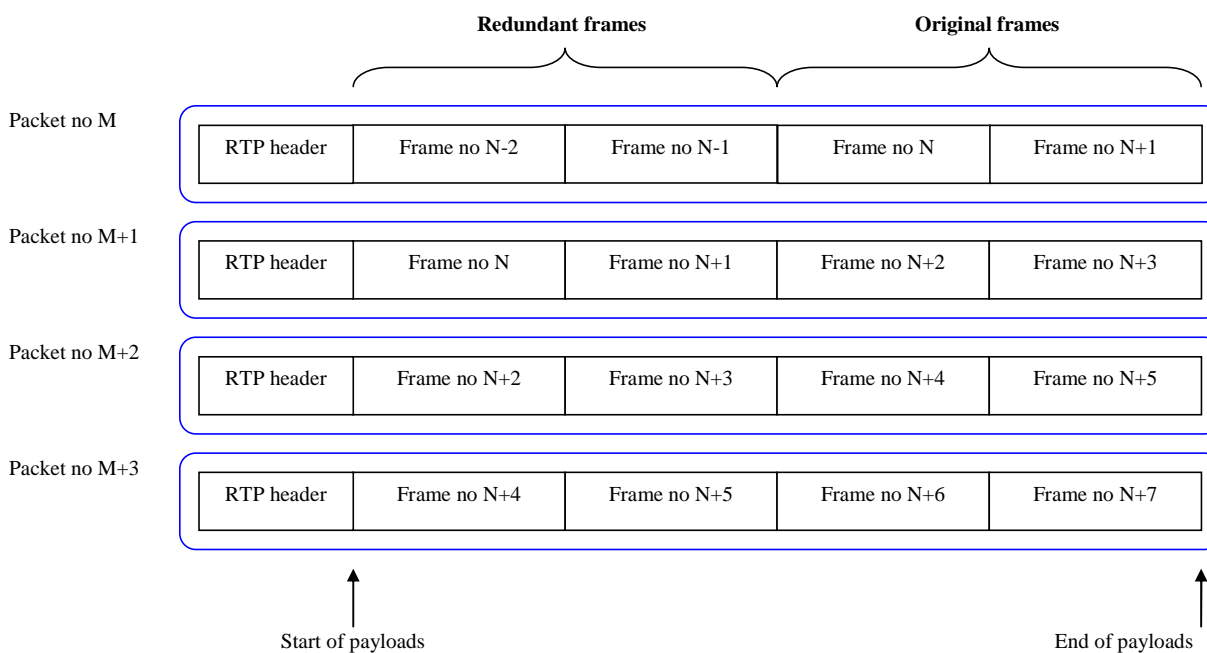 Redundant frames Original frames
Packet no M
RTP header Frame no N-2 Frame no N-1 Frame no N Frame no N+1
Packet no M+1
RTP header Frame no N Frame no N+1 Frame no N+2 Frame no N+3
Packet no M+2
RTP header Frame no N+2 Frame no N+3 Frame no N+4 Frame no N+5
Packet no M+3
RTP header Frame no N+4 Frame no N+5 Frame no N+6 Frame no N+7
Start of payloads End of payloads